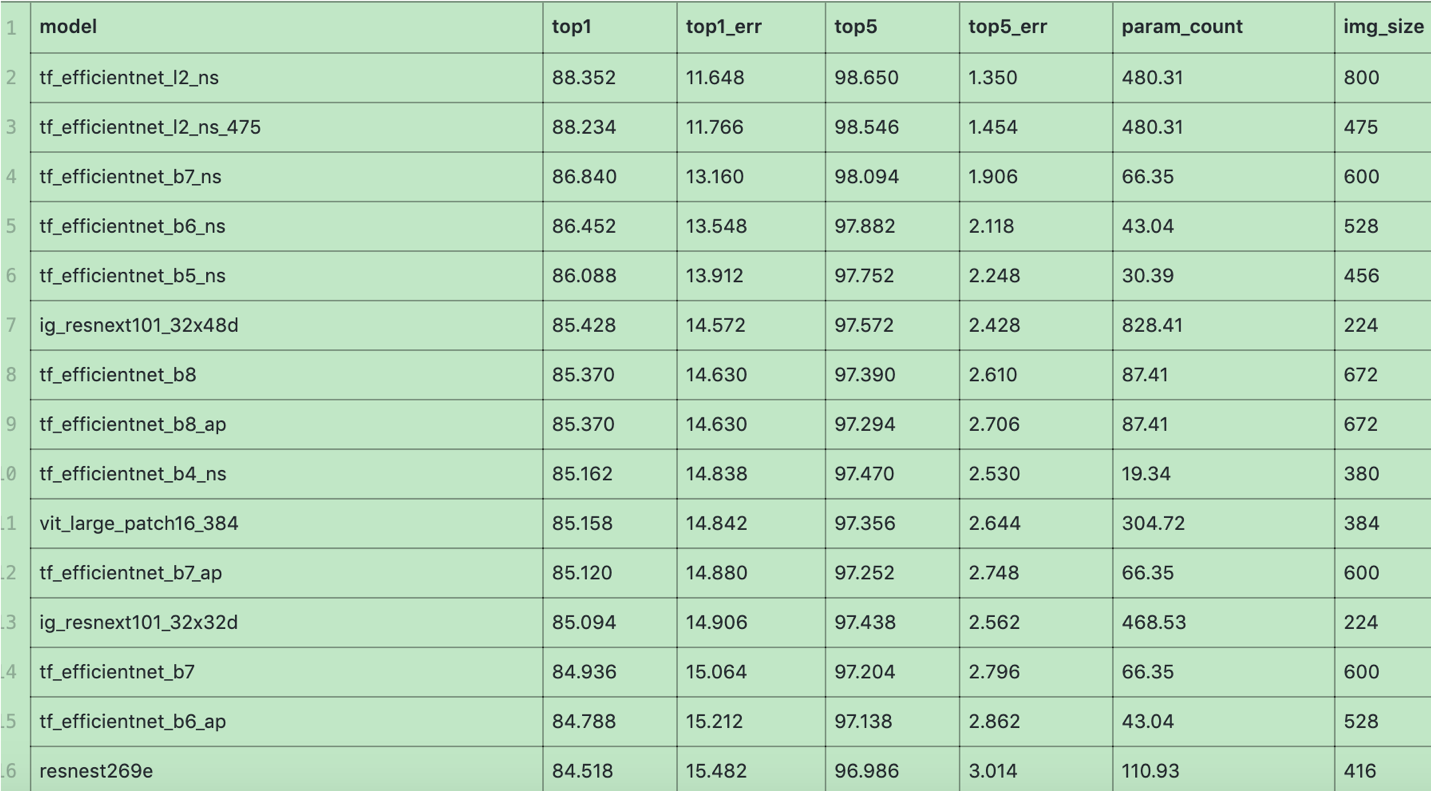 1 model top1 top1_err top5 top5_err param_count img_size
2 tf_efficientnet_l2_ns 88.352 11.648 98.650 1.350 480.31 800
3 tf_efficientnet_l2_ns_475 88.234 11.766 98.546 1.454 480.31 475
4 tf_efficientnet_b7_ns 86.840 13.160 98.094 1.906 66.35 600
5 tf_efficientnet_b6_ns 86.452 13.548 97.882 2.118 43.04 528
6 tf_efficientnet_b5_ns 86.088 13.912 97.752 2.248 30.39 456
7 ig_resnext101_32x48d 85.428 14.572 97.572 2.428 828.41 224
8 tf_efficientnet_b8 85.370 14.630 97.390 2.610 87.41 672
9 tf_efficientnet_b8_ap 85.370 14.630 97.294 2.706 87.41 672
10 tf_efficientnet_b4_ns 85.162 14.838 97.470 2.530 19.34 380
11 vit_large_patch16_384 85.158 14.842 97.356 2.644 304.72 384
12 tf_efficientnet_b7_ap 85.120 14.880 97.252 2.748 66.35 600
13 ig_resnext101_32x32d 85.094 14.906 97.438 2.562 468.53 224
14 tf_efficientnet_b7 84.936 15.064 97.204 2.796 66.35 600
15 tf_efficientnet_b6_ap 84.788 15.212 97.138 2.862 43.04 528
16 resnest269e 84.518 15.482 96.986 3.014 110.93 416